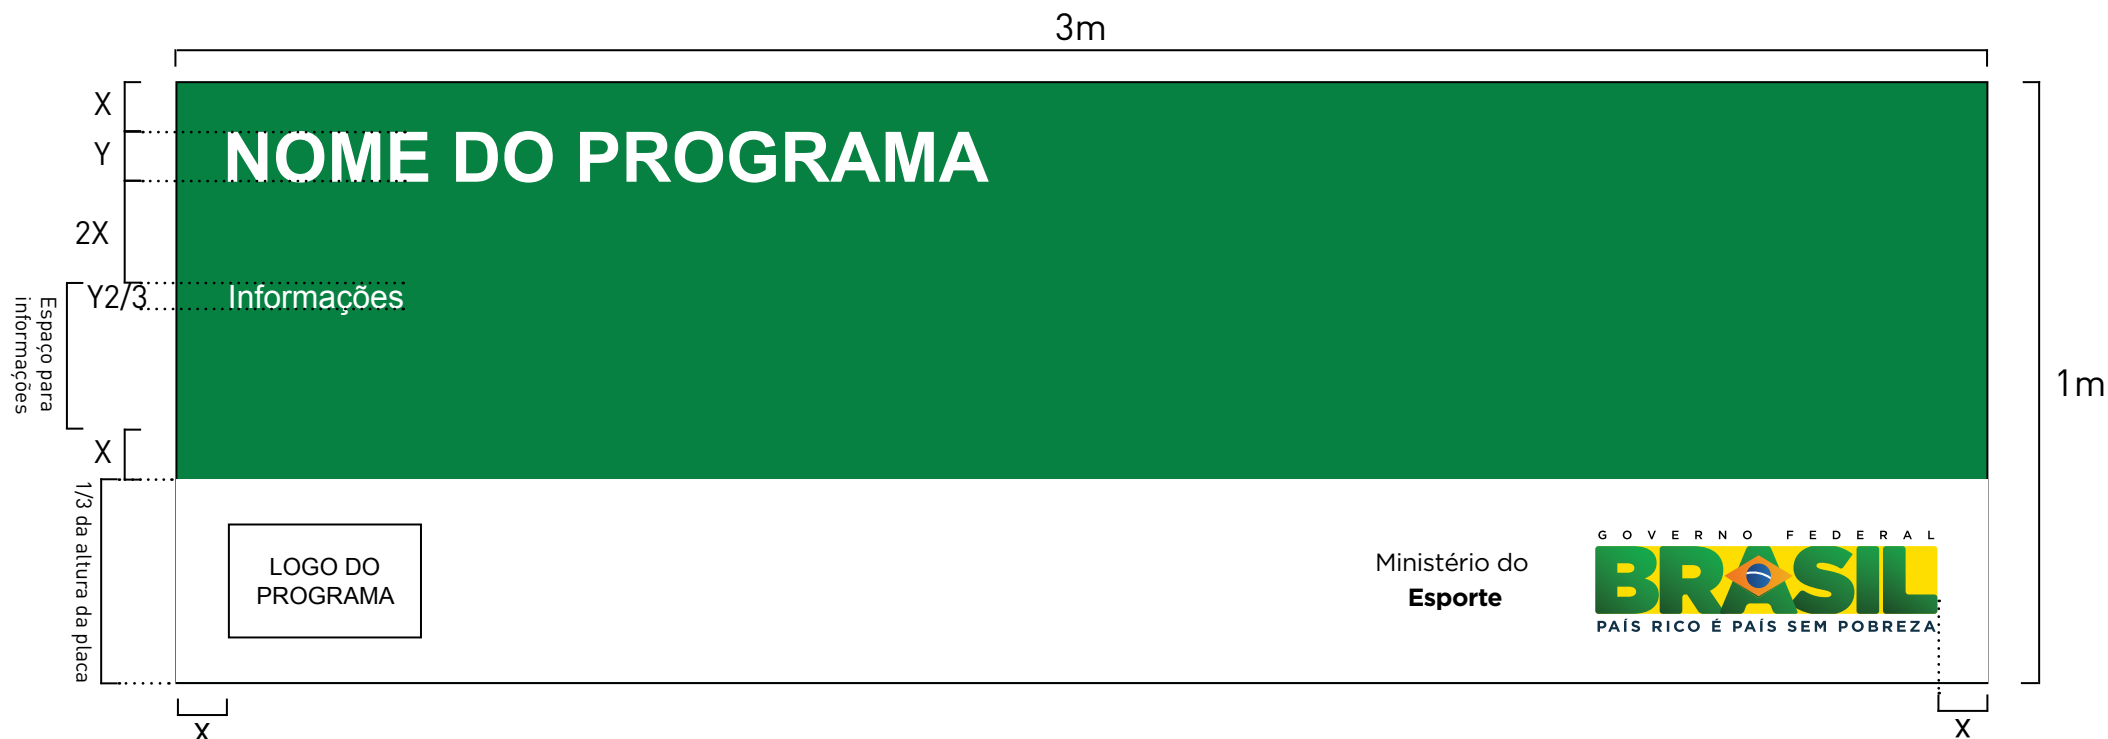 3m
X
Y
NOME DO PROGRAMA
2X
Y2/3
Informações
Espaço para
informações
1m
X
1/3 da altura da placa
LOGO DO
PROGRAMA
Ministério do
Esporte
GOVERNO FEDERAL
BRASIL
PAÍS RICO É PAÍS SEM POBREZA
X
X